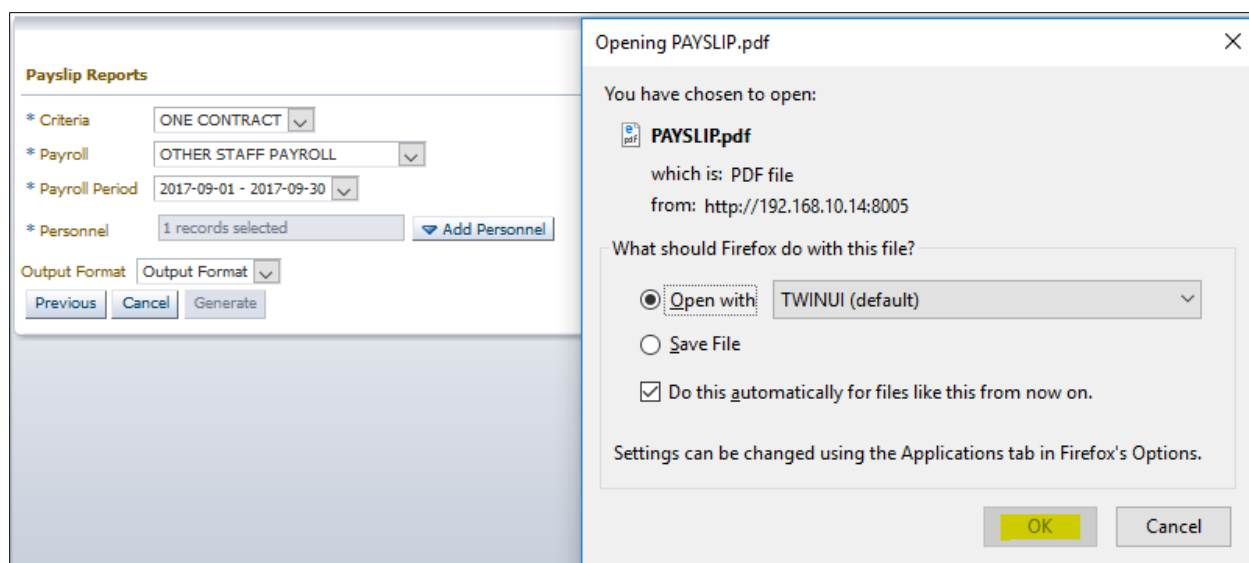 Payslip Reports
* Criteria ONE CONTRACT
* Payroll OTHER STAFF PAYROLL
* Payroll Period 2017-09-01 - 2017-09-30
* Personnel 1 records selected Add Personnel
Output Format Output Format
Previous Cancel Generate
Opening PAYSLIP.pdf
You have chosen to open:
pdf PAYSLIP.pdf
which is: PDF file
from: http://192.168.10.14:8005
What should Firefox do with this file?
Open with TWINUI (default)
Save File
Do this automatically for files like this from now on.
Settings can be changed using the Applications tab in Firefox's Options.
OK Cancel